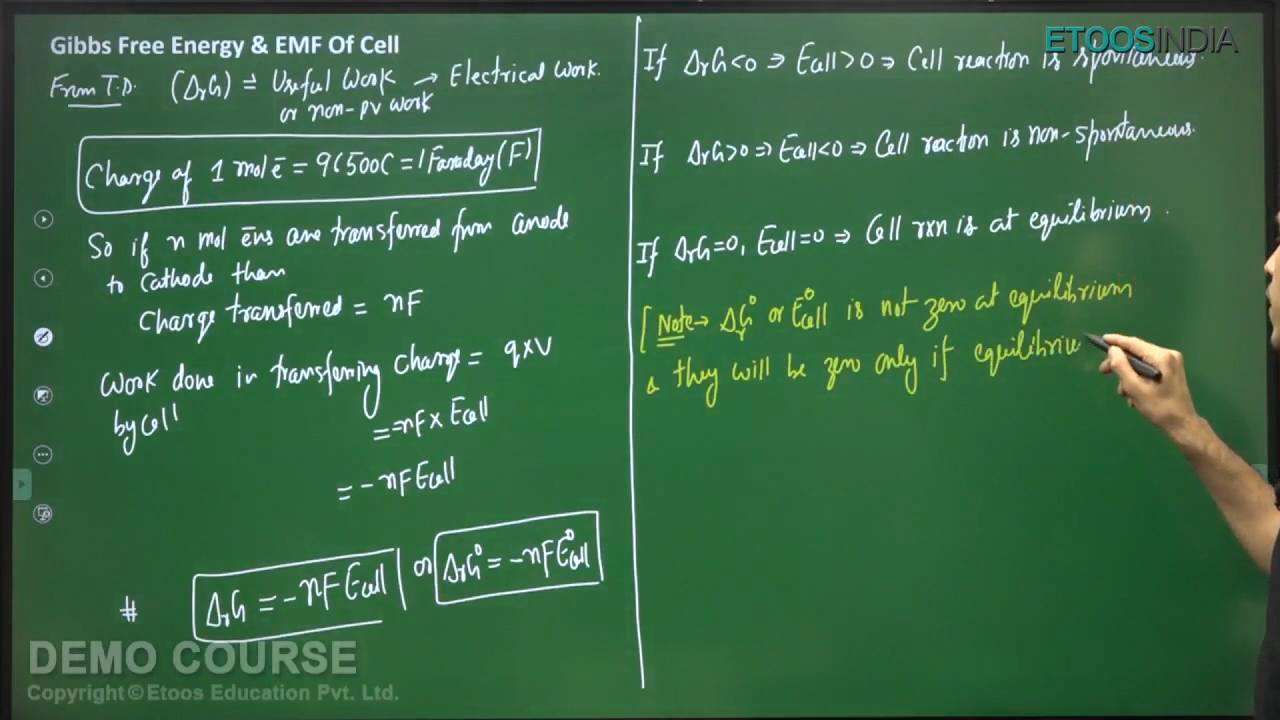 Gibbs Free Energy & EMF Of Cell
From T.D. (ΔrG) = Useful Work → Electrical Work.
or non-PV work
Charge of 1 mol ē = 96500C = 1 Faraday (F)
So if n mol ēns are transferred from anode
to Cathode then
Charge transferred = nF
Work done in transferring charge = q×V
by cell
= -nF × Ecell
= -nFEcell
# ΔrG = -nFEcell or ΔrG° = -nFE°cell
ETOOSINDIA
If ΔrG<0 ⇒ Ecell>0 ⇒ Cell reaction is spontaneous.
If ΔrG>0 ⇒ Ecell<0 ⇒ Cell reaction is non-spontaneous.
If ΔrG=0, Ecell=0 ⇒ Cell rxn is at equilibrium.
[Note → ΔrG° or E°cell is not zero at equilibrium
& they will be zero only if equilibrium
DEMO COURSE
Copyright © Etoos Education Pvt. Ltd.